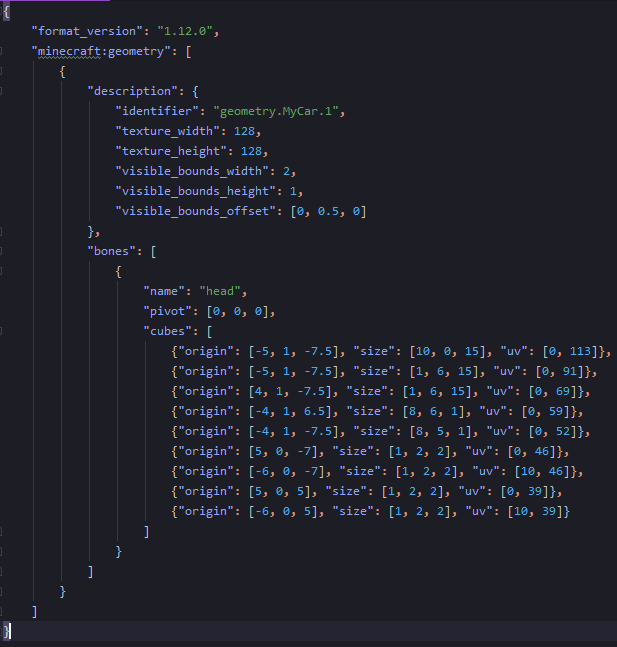 {
"format_version": "1.12.0",
"minecraft:geometry": [
{
"description": {
"identifier": "geometry.MyCar.1",
"texture_width": 128,
"texture_height": 128,
"visible_bounds_width": 2,
"visible_bounds_height": 1,
"visible_bounds_offset": [0, 0.5, 0]
},
"bones": [
{
"name": "head",
"pivot": [0, 0, 0],
"cubes": [
{"origin": [-5, 1, -7.5], "size": [10, 0, 15], "uv": [0, 113]},
{"origin": [-5, 1, -7.5], "size": [1, 6, 15], "uv": [0, 91]},
{"origin": [4, 1, -7.5], "size": [1, 6, 15], "uv": [0, 69]},
{"origin": [-4, 1, 6.5], "size": [8, 6, 1], "uv": [0, 59]},
{"origin": [-4, 1, -7.5], "size": [8, 5, 1], "uv": [0, 52]},
{"origin": [5, 0, -7], "size": [1, 2, 2], "uv": [0, 46]},
{"origin": [-6, 0, -7], "size": [1, 2, 2], "uv": [10, 46]},
{"origin": [5, 0, 5], "size": [1, 2, 2], "uv": [0, 39]},
{"origin": [-6, 0, 5], "size": [1, 2, 2], "uv": [10, 39]}
]
}
]
}
]
}